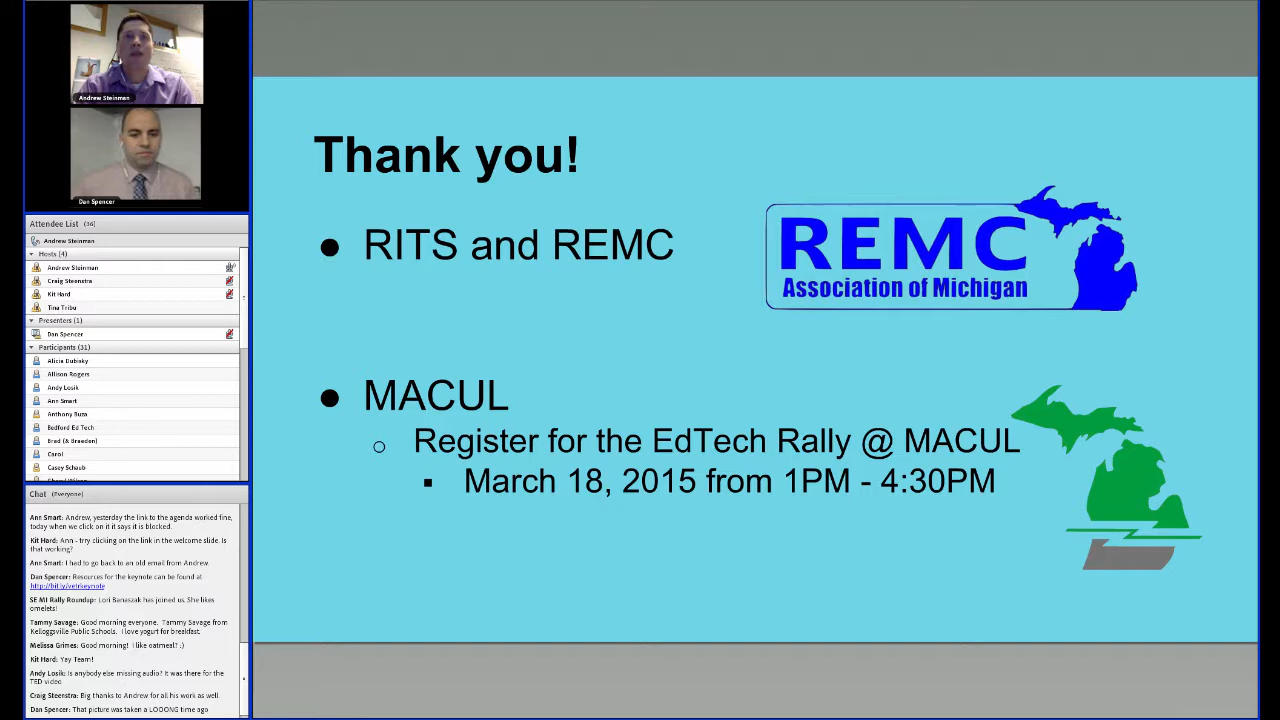 Andrew Steinman
Dan Spencer
Attendee List (36)
Andrew Steinman
Hosts (4)
Andrew Steinman
Craig Steenstra
Kit Hard
Tina Tribu
Presenters (1)
Dan Spencer
Participants (31)
Alicia Dubisky
Allison Rogers
Andy Losik
Ann Smart
Anthony Buza
Bedford Ed Tech
Brad (& Braeden)
Carol
Casey Schaub
Chat (Everyone)
Ann Smart: Andrew, yesterday the link to the agenda worked fine,
today when we click on it it says it is blocked.
Kit Hard: Ann - trry clicking on the link in the welcome slide. Is
that working?
Ann Smart: I had to go back to an old email from Andrew.
Dan Spencer: Resources for the keynote can be found at
http://bit.ly/vetrkeynote
SE MI Rally Roundup: Lori Banaszak has joined us. She likes
omelets!
Tammy Savage: Good morning everyone. Tammy Savage from
Kelloggsville Public Schools. I love yogurt for breakfast.
Melissa Grimes: Good morning! I like oatmeal? :)
Kit Hard: Yay Team!
Andy Losik: Is anybody else missing audio? It was there for the
TED video
Craig Steenstra: Big thanks to Andrew for all his work as well.
Dan Spencer: That picture was taken a LOOONG time ago
Thank you!
● RITS and REMC
REMC
Association of Michigan
● MACUL
○ Register for the EdTech Rally @ MACUL
▪ March 18, 2015 from 1PM - 4:30PM